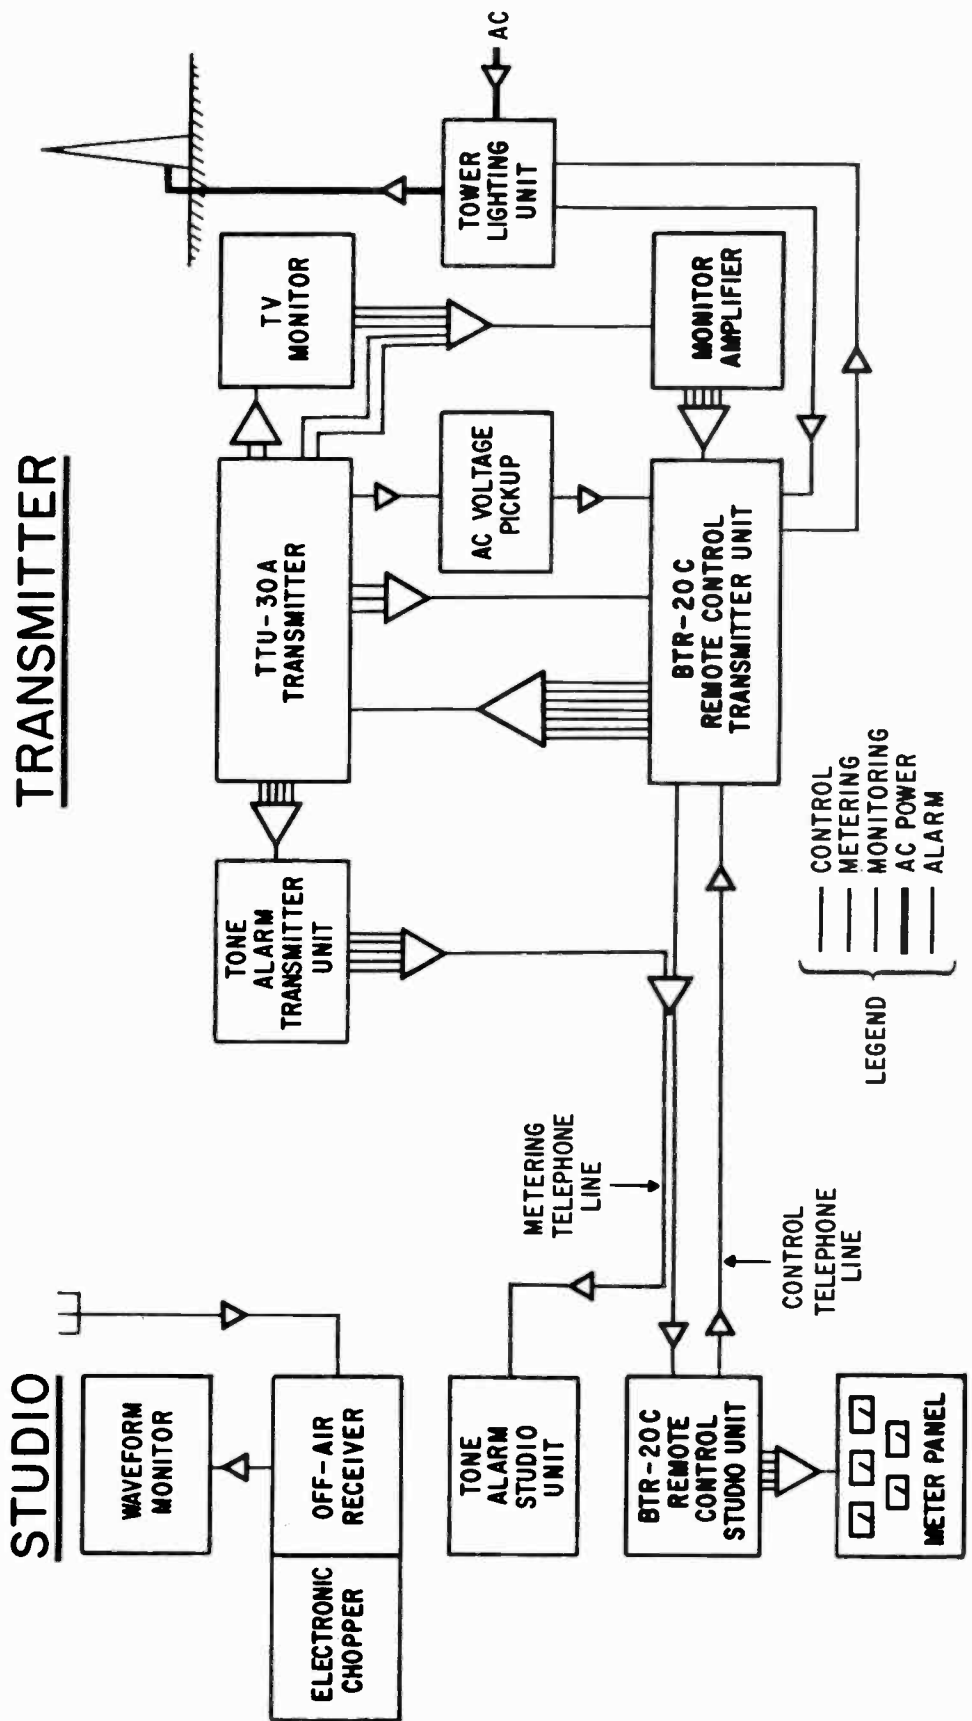 STUDIO
TRANSMITTER
WAVEFORM
MONITOR
ELECTRONIC
CHOPPER
OFF-AIR
RECEIVER
TONE
ALARM
STUDIO
UNIT
BTR-20C
REMOTE
CONTROL
STUDIO UNIT
METER PANEL
METERING
TELEPHONE
LINE
CONTROL
TELEPHONE
LINE
TONE
ALARM
TRANSMITTER
UNIT
TTU-30A
TRANSMITTER
TV
MONITOR
AC VOLTAGE
PICKUP
BTR-20C
REMOTE CONTROL
TRANSMITTER UNIT
MONITOR
AMPLIFIER
TOWER
LIGHTING
UNIT
AC
LEGEND
CONTROL
METERING
MONITORING
AC POWER
ALARM